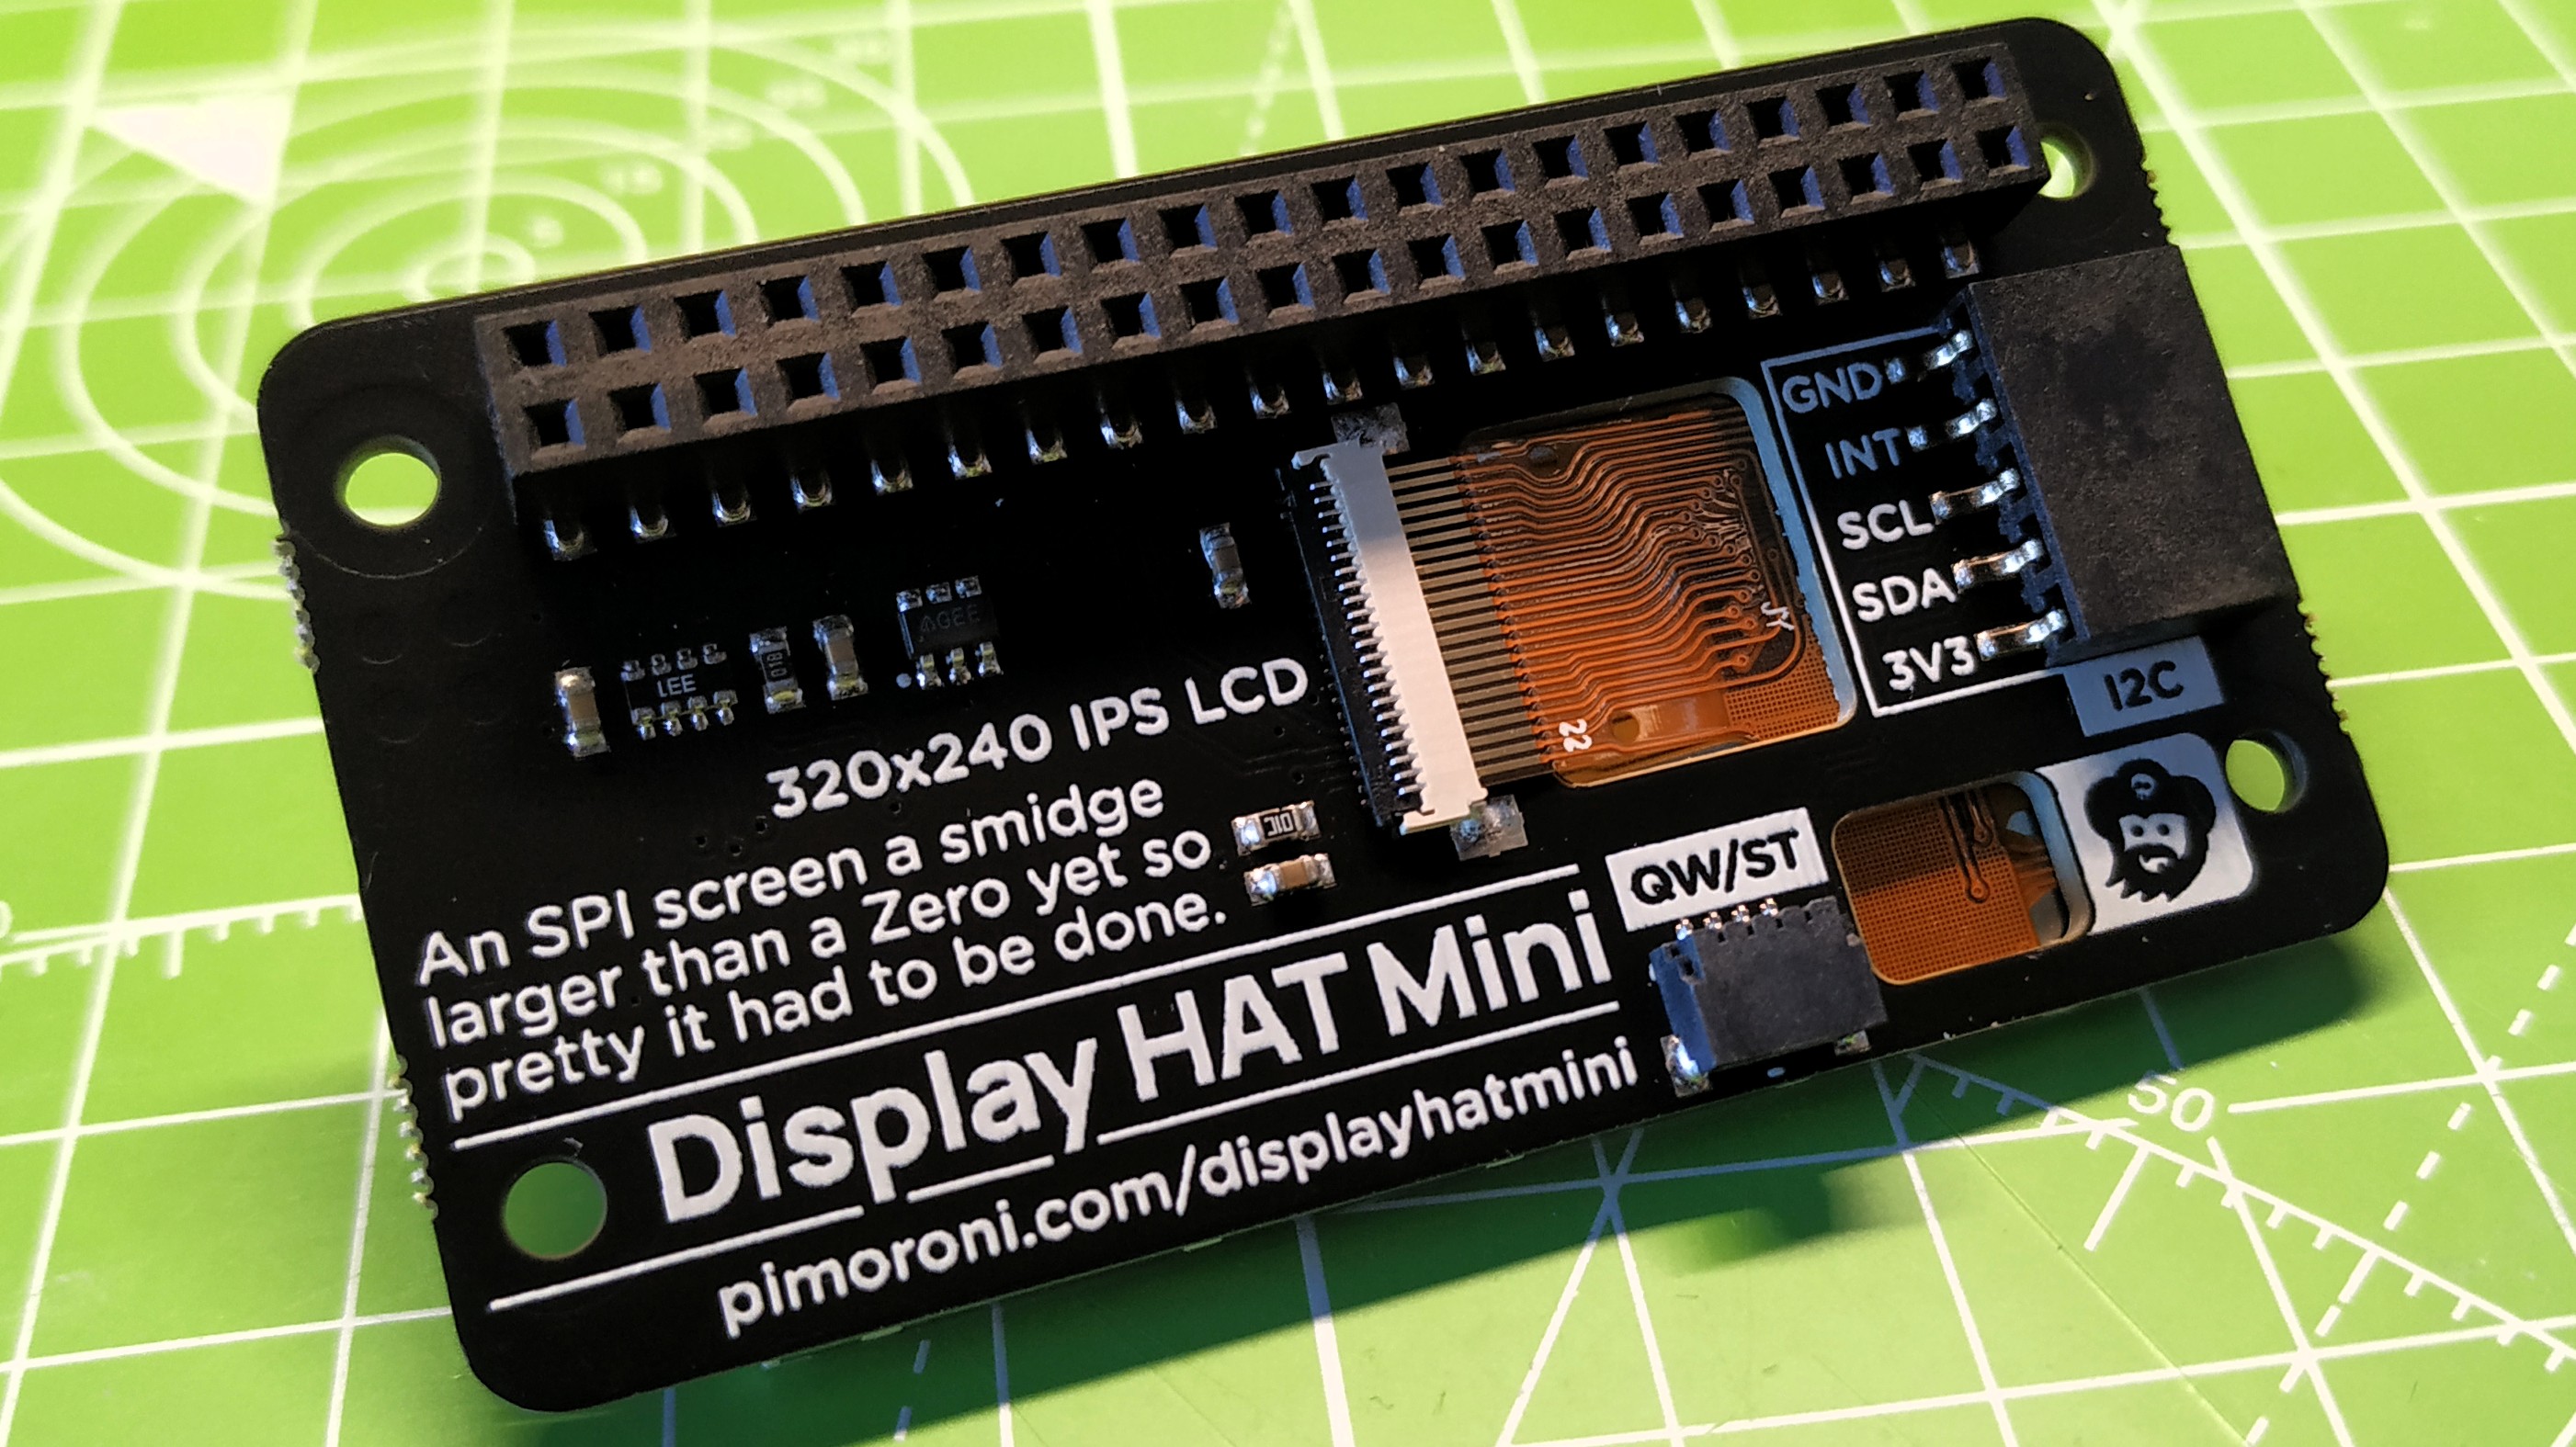 GND
INT
SCL
SDA
3V3
I2C
LEE
22
320x240 IPS LCD
An SPI screen a smidge
larger than a Zero yet so
pretty it had to be done.
QW/ST
Display HAT Mini
pimoroni.com/displayhatmini
50